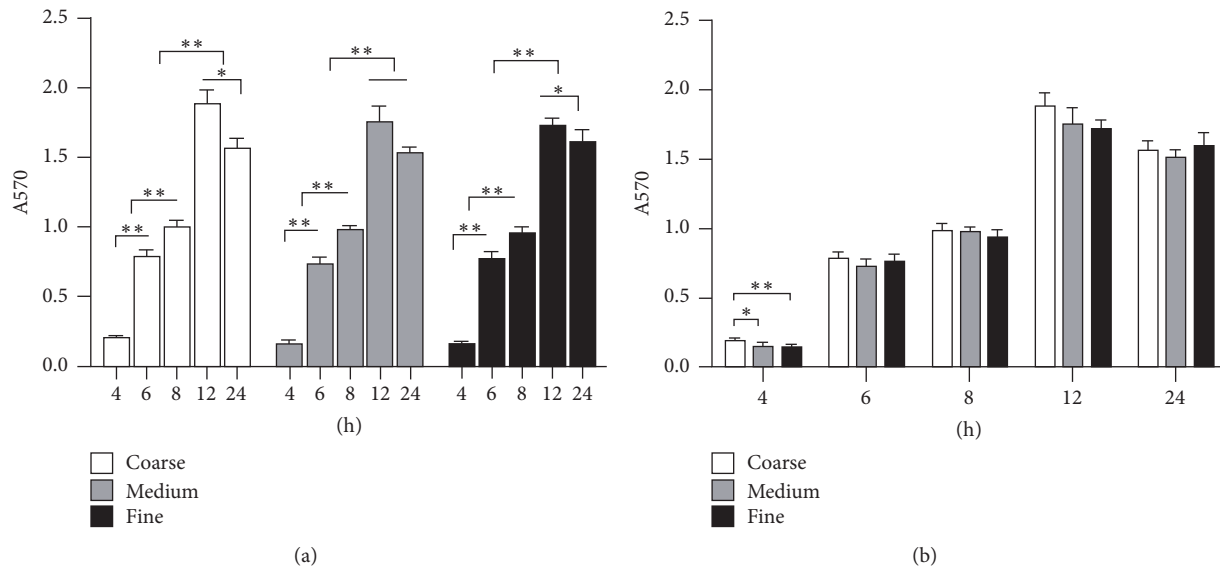 2.5
2.0
1.5
1.0
0.5
0.0
A570
** ** *
** **
** ** *
** **
** **
4 6 8 12 24 4 6 8 12 24 4 6 8 12 24
(h)
Coarse
Medium
Fine
(a)
2.5
2.0
1.5
1.0
0.5
0.0
A570
**
*
4 6 8 12 24
(h)
Coarse
Medium
Fine
(b)